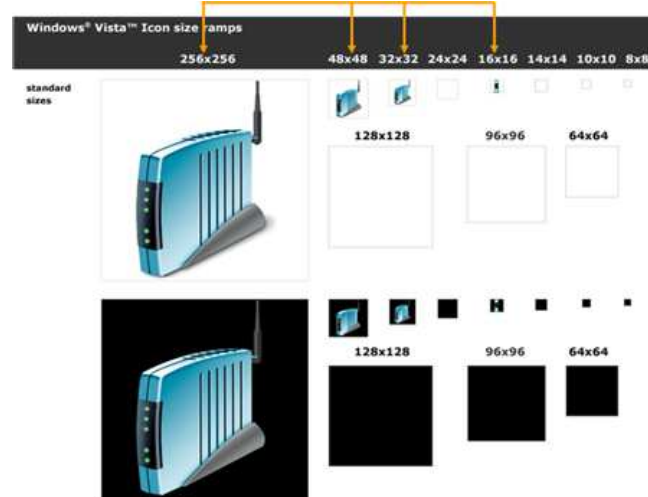 Windows® Vista™ Icon size ramps
256x256 48x48 32x32 24x24 16x16 14x14 10x10 8x8
standard
sizes
128x128 96x96 64x64
128x128 96x96 64x64